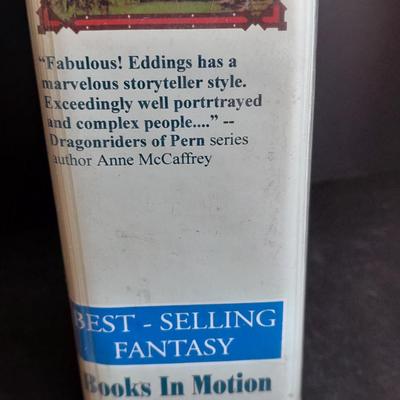 "Fabulous! Eddings has a
marvelous storyteller style.
Exceedingly well portrtrayed
and complex people...." --
Dragonriders of Pern series
author Anne McCaffrey
BEST - SELLING
FANTASY
Books In Motion